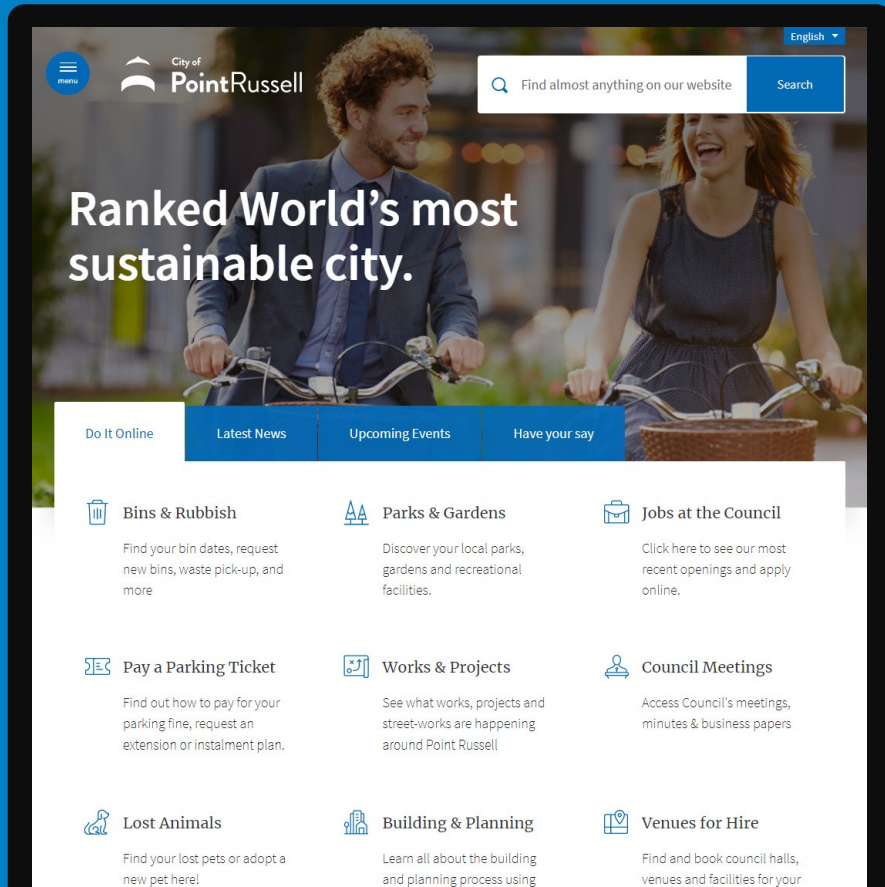 English
menu
City of
PointRussell
Find almost anything on our website
Search
Ranked World’s most
sustainable city.
Do It Online
Latest News
Upcoming Events
Have your say
Bins & Rubbish
Find your bin dates, request
new bins, waste pick-up, and
more
Parks & Gardens
Discover your local parks,
gardens and recreational
facilities.
Jobs at the Council
Click here to see our most
recent openings and apply
online.
Pay a Parking Ticket
Find out how to pay for your
parking fine, request an
extension or instalment plan.
Works & Projects
See what works, projects and
street-works are happening
around Point Russell
Council Meetings
Access Council's meetings,
minutes & business papers
Lost Animals
Find your lost pets or adopt a
new pet here!
Building & Planning
Learn all about the building
and planning process using
Venues for Hire
Find and book council halls,
venues and facilities for your